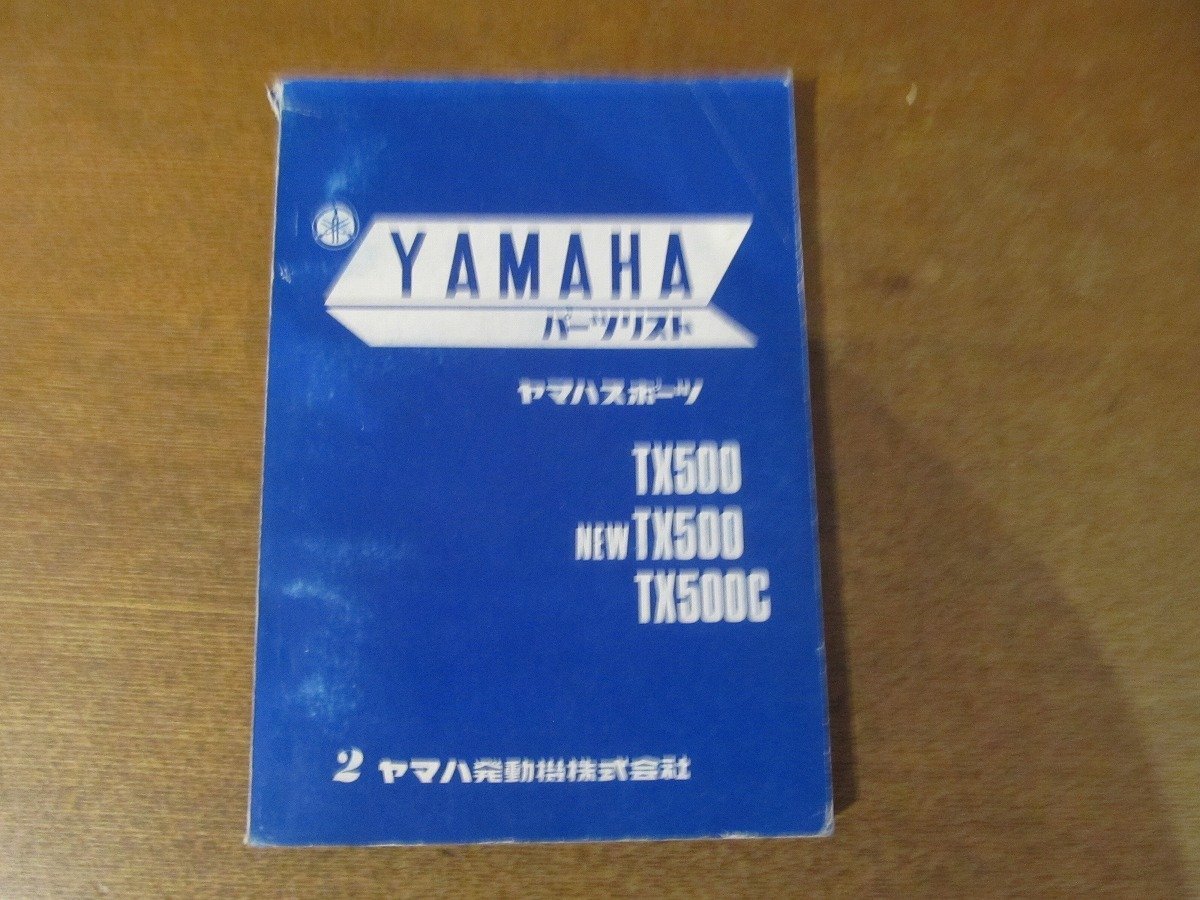 YAMAHA
パーツリスト
ヤマハスポーツ
TX500
NEW TX500
TX500C
2 ヤマハ発動機株式会社